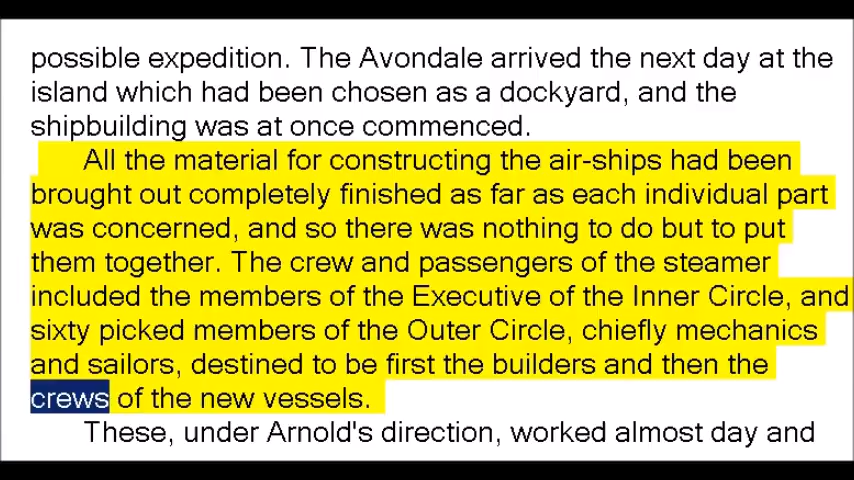 possible expedition. The Avondale arrived the next day at the
island which had been chosen as a dockyard, and the
shipbuilding was at once commenced.
All the material for constructing the air-ships had been
brought out completely finished as far as each individual part
was concerned, and so there was nothing to do but to put
them together. The crew and passengers of the steamer
included the members of the Executive of the Inner Circle, and
sixty picked members of the Outer Circle, chiefly mechanics
and sailors, destined to be first the builders and then the
crews of the new vessels.
These, under Arnold's direction, worked almost day and